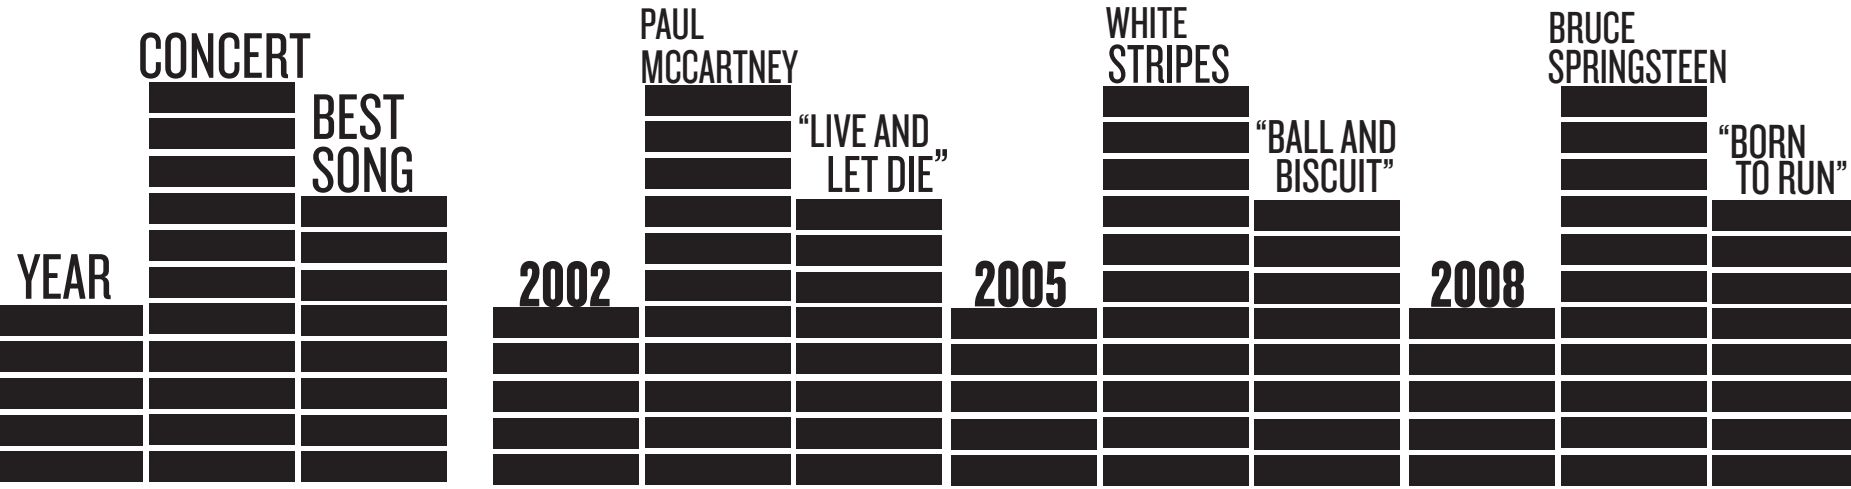 YEAR
CONCERT
BEST
SONG
2002
PAUL
MCCARTNEY
“LIVE AND
LET DIE”
2005
WHITE
STRIPES
“BALL AND
BISCUIT”
2008
BRUCE
SPRINGSTEEN
“BORN
TO RUN”